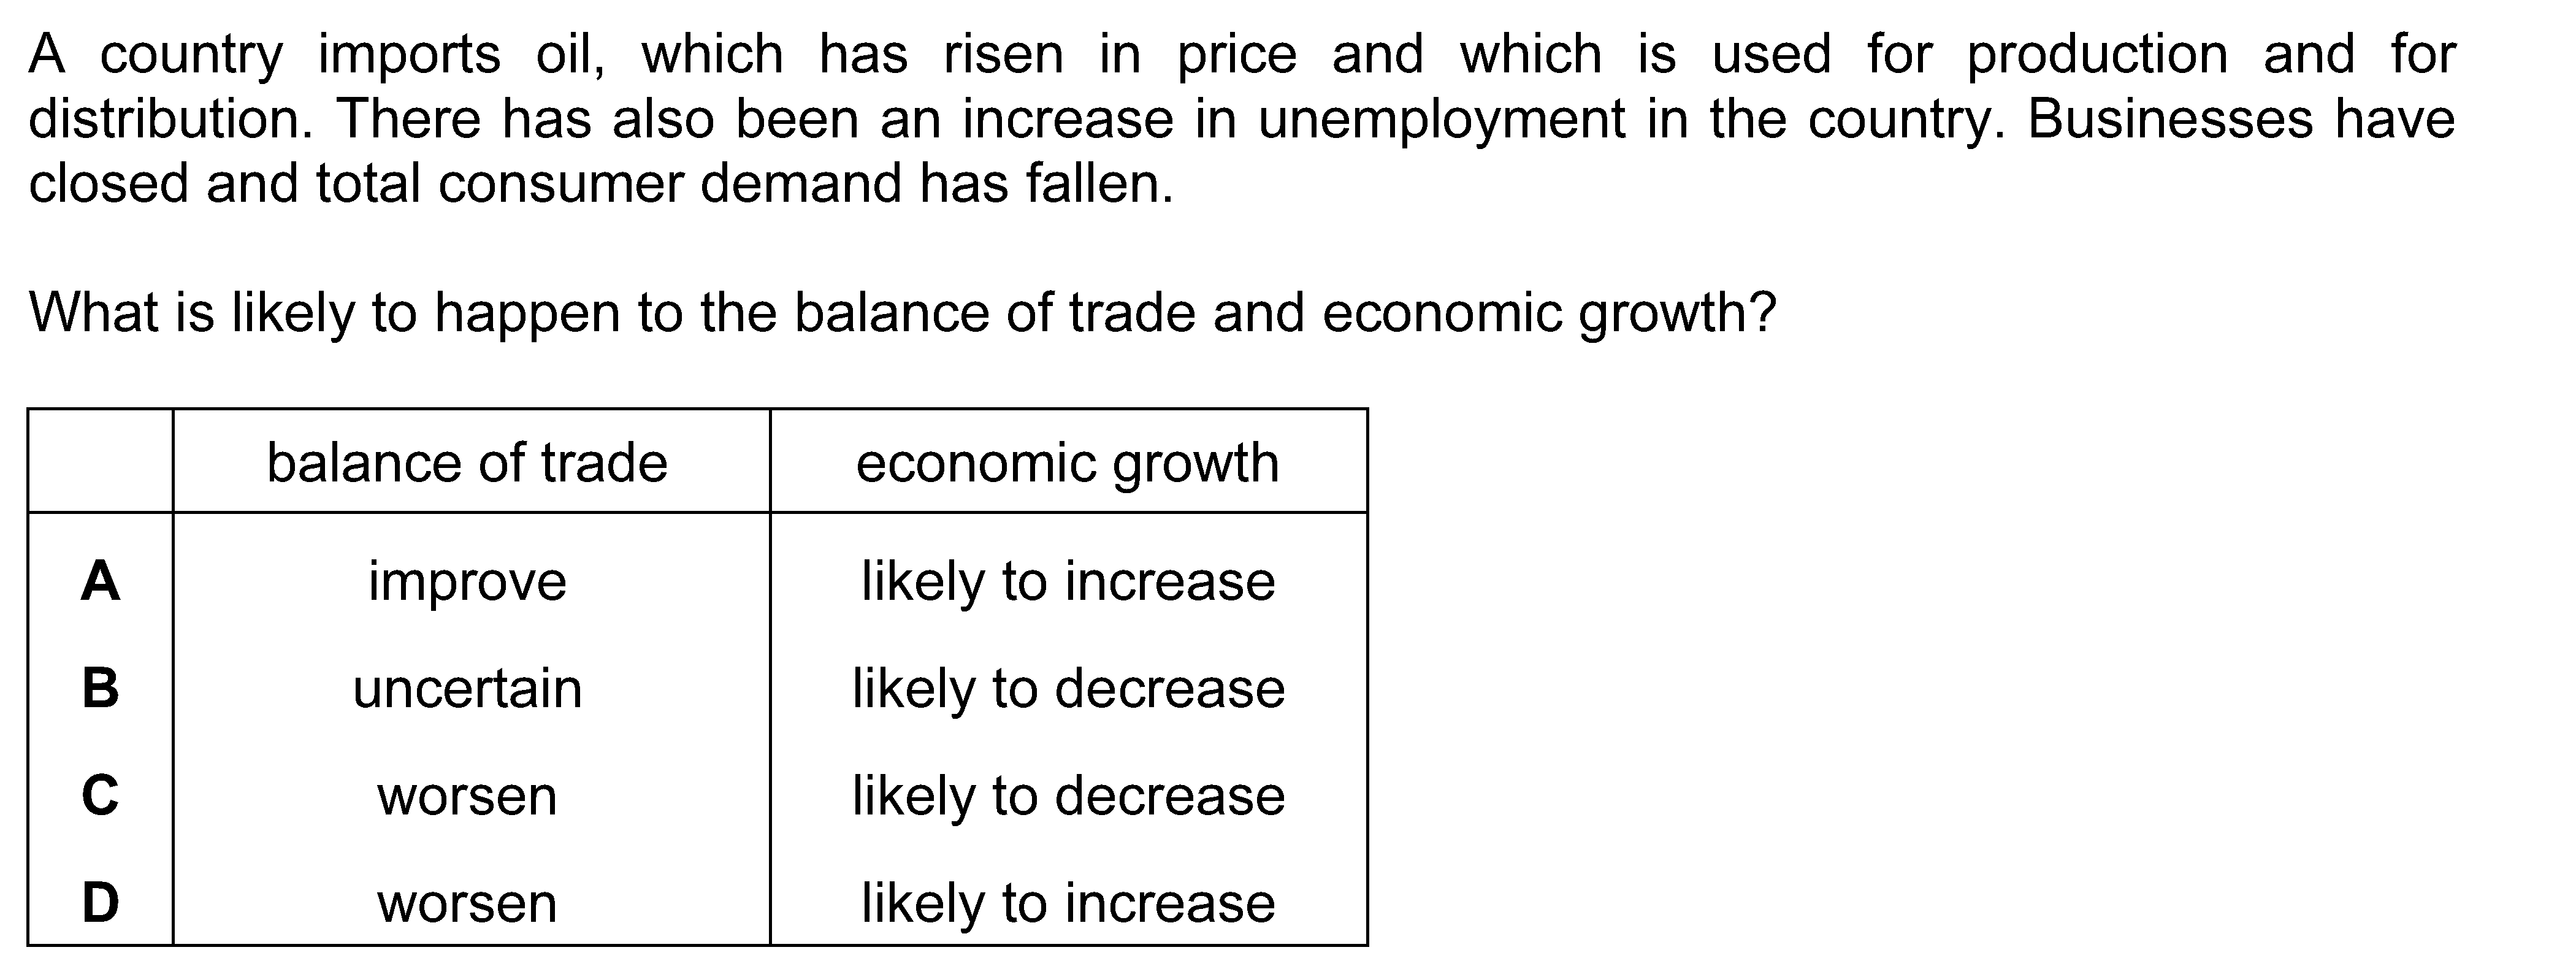 A country imports oil, which has risen in price and which is used for production and for
distribution. There has also been an increase in unemployment in the country. Businesses have
closed and total consumer demand has fallen.
What is likely to happen to the balance of trade and economic growth?
balance of trade economic growth
A improve likely to increase
B uncertain likely to decrease
C worsen likely to decrease
D worsen likely to increase